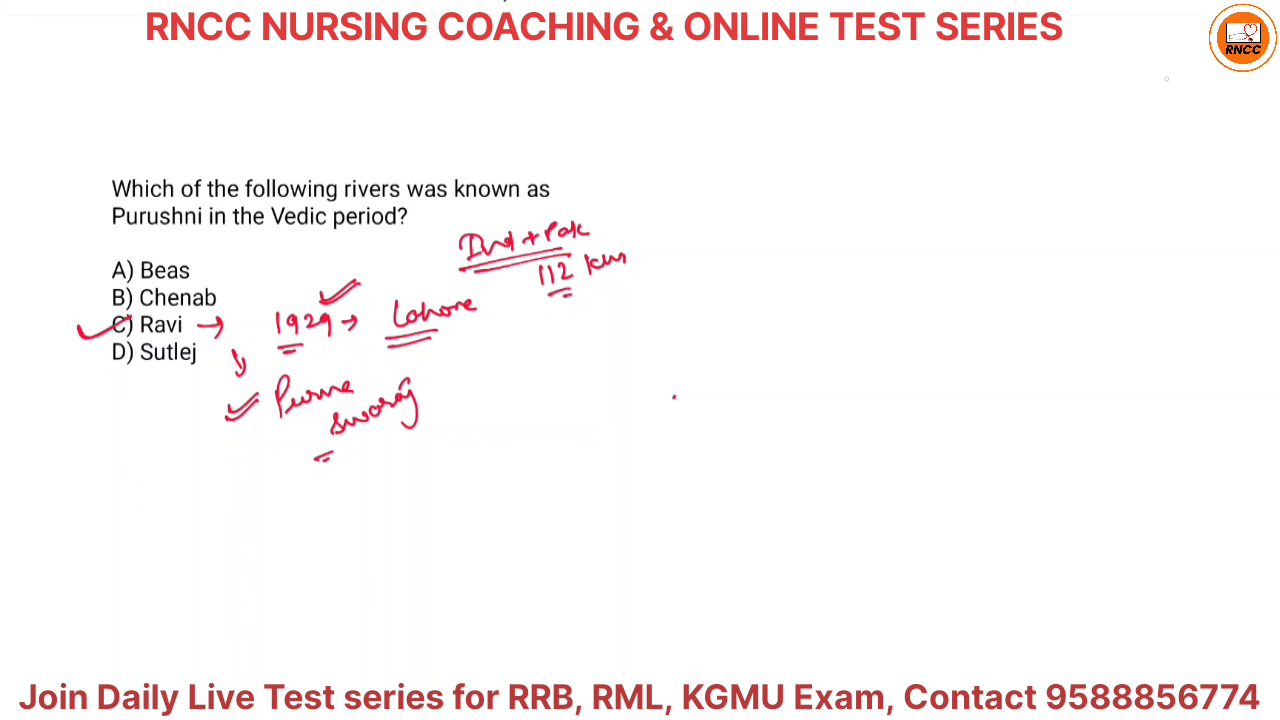 RNCC NURSING COACHING & ONLINE TEST SERIES
RNCC
Which of the following rivers was known as
Purushni in the Vedic period?
Ind + Pak
112 km
A) Beas
B) Chenab
C) Ravi → 1929 → Lahore
D) Sutlej
Purna
Swaraj
Join Daily Live Test series for RRB, RML, KGMU Exam, Contact 9588856774